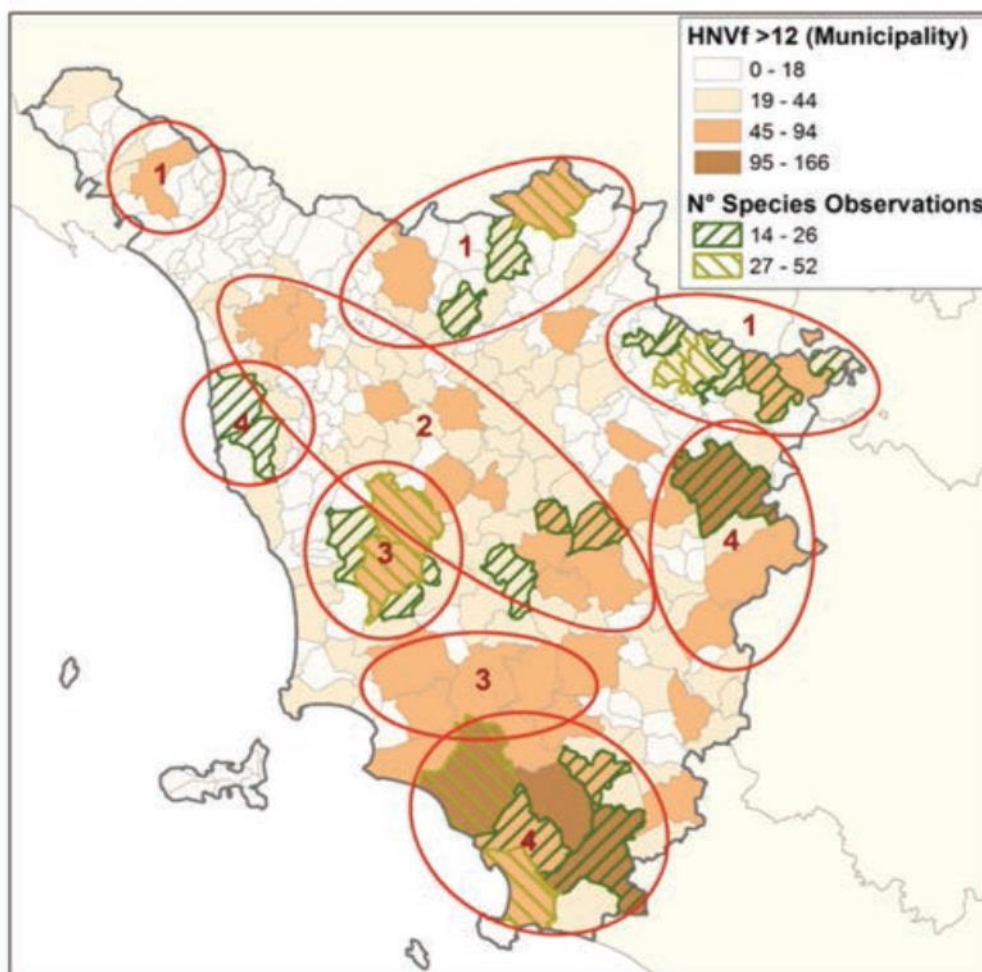 HNVf >12 (Municipality)
0 - 18
19 - 44
45 - 94
95 - 166
N° Species Observations
14 - 26
27 - 52
1
1
1
2
4
3
4
3
4